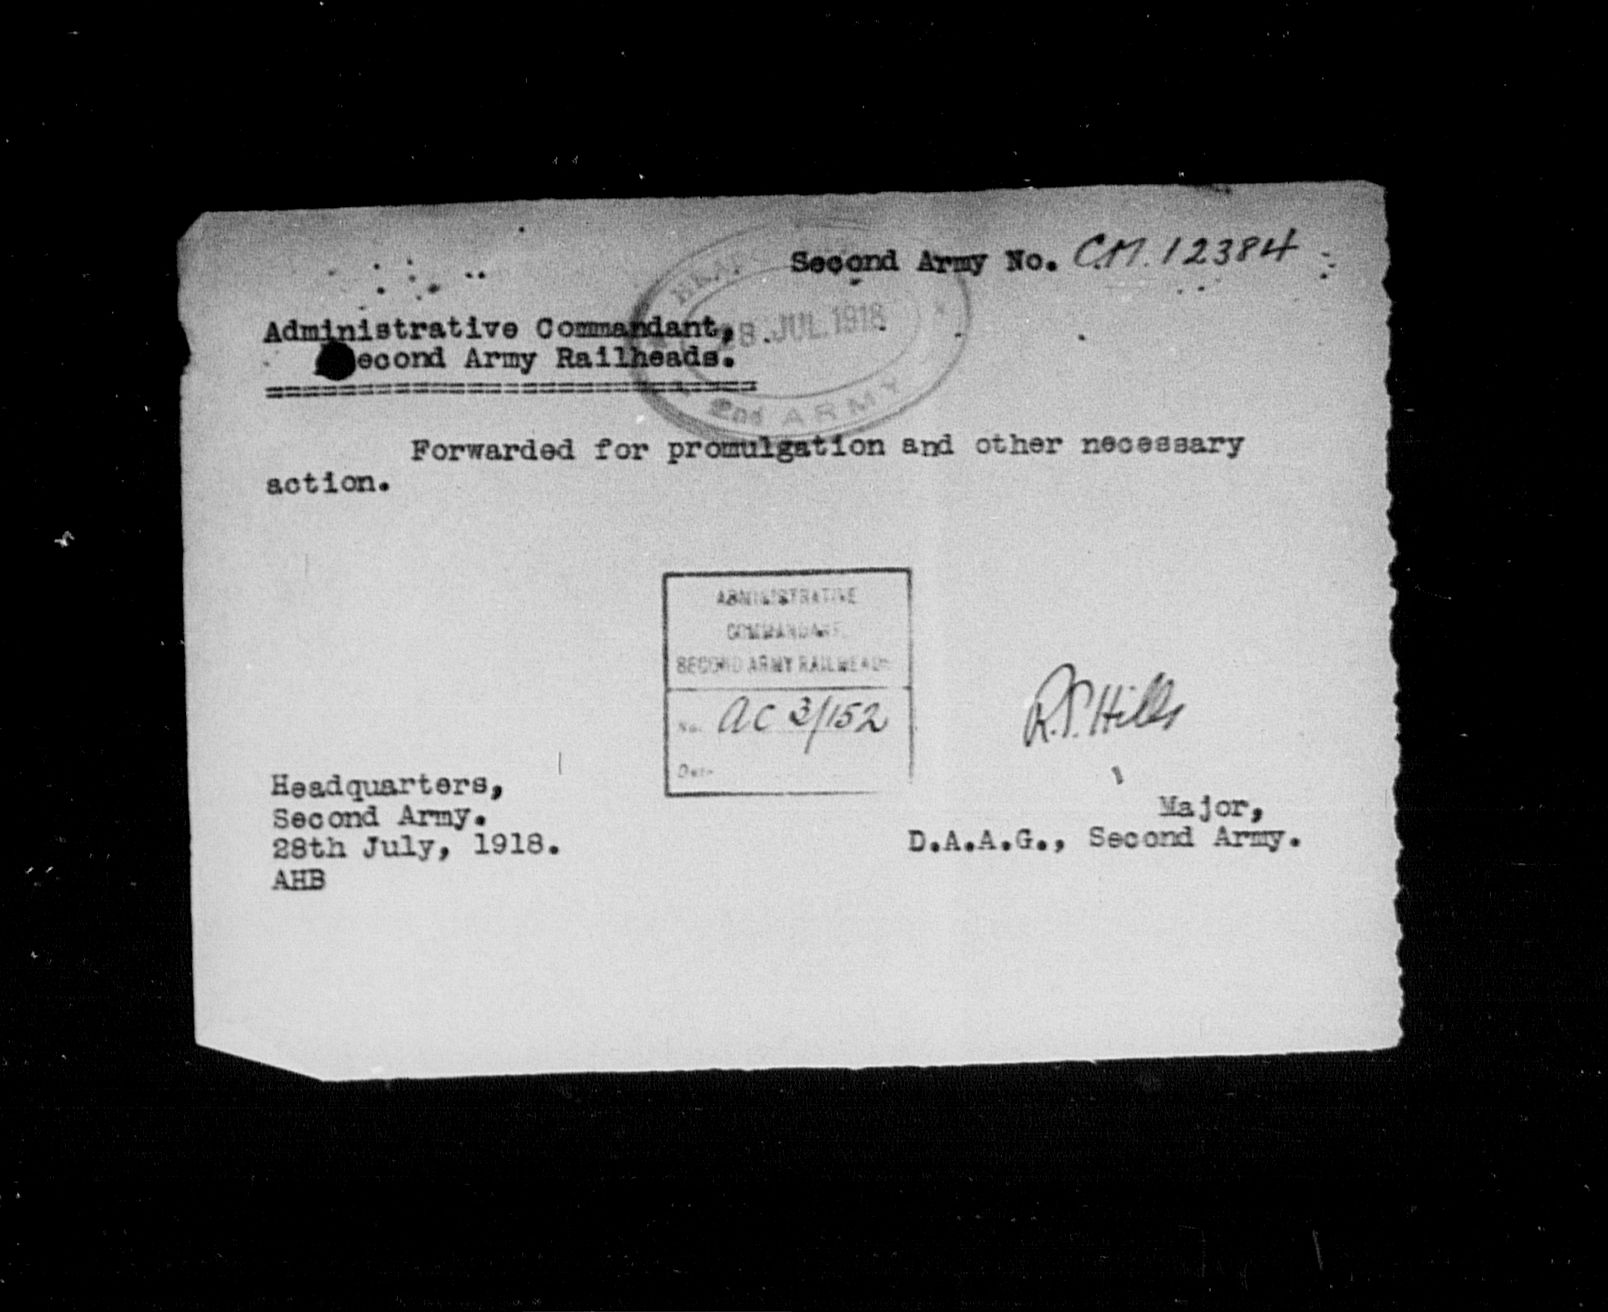 Second Army No. C.M. 12384
28. JUL. 1918
2nd ARMY
Administrative Commandant,
Second Army Railheads.
====================================
Forwarded for promulgation and other necessary
action.
ADMINISTRATIVE
COMMANDANT
SECOND ARMY RAILHEADS
No. AC 3/152
Date
R.P. Hills
Headquarters,
Second Army.
28th July, 1918.
AHB
Major,
D.A.A.G., Second Army.